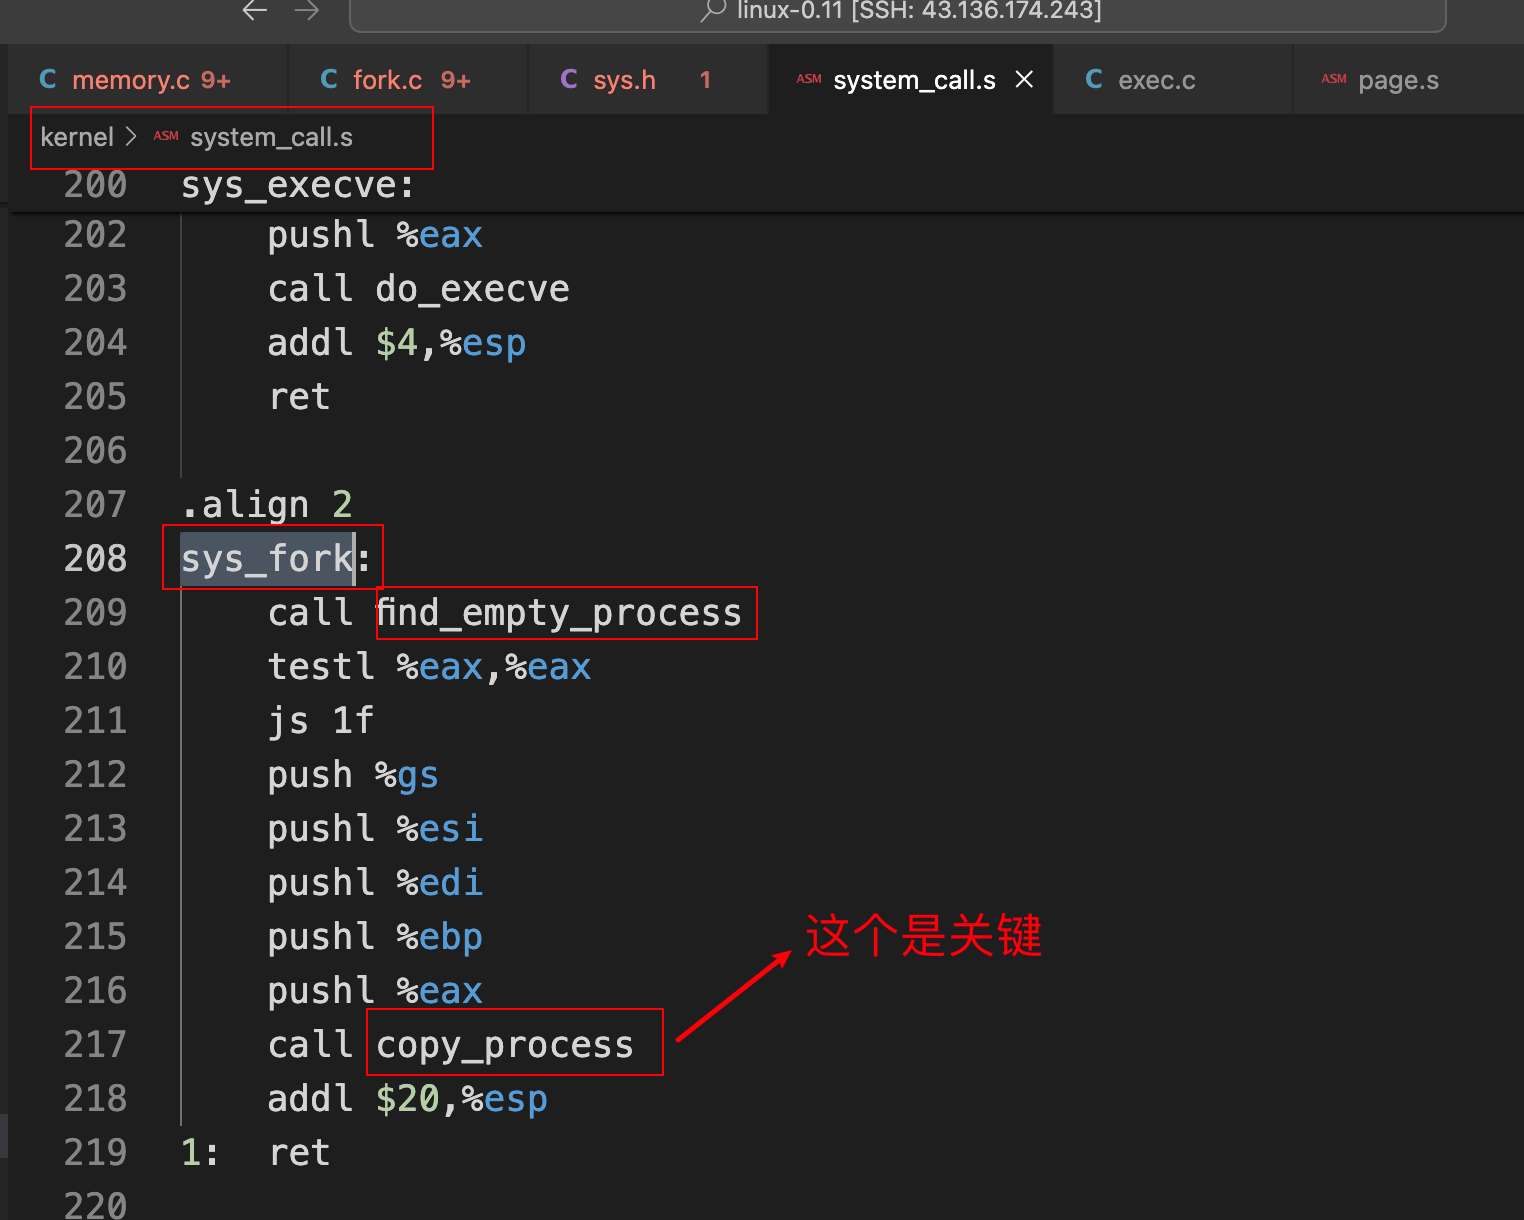 linux-0.11 [SSH: 43.136.174.243]
C memory.c 9+ C fork.c 9+ C sys.h 1 ASM system_call.s × C exec.c ASM page.s
kernel > ASM system_call.s
200 sys_execve:
202 pushl %eax
203 call do_execve
204 addl $4,%esp
205 ret
206
207 .align 2
208 sys_fork:
209 call find_empty_process
210 testl %eax,%eax
211 js 1f
212 push %gs
213 pushl %esi
214 pushl %edi
215 pushl %ebp
这个是关键
216 pushl %eax
217 call copy_process
218 addl $20,%esp
219 1: ret
220